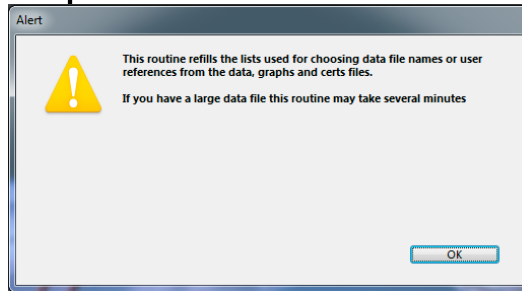 Alert
This routine refills the lists used for choosing data file names or user
references from the data, graphs and certs files.
If you have a large data file this routine may take several minutes
OK